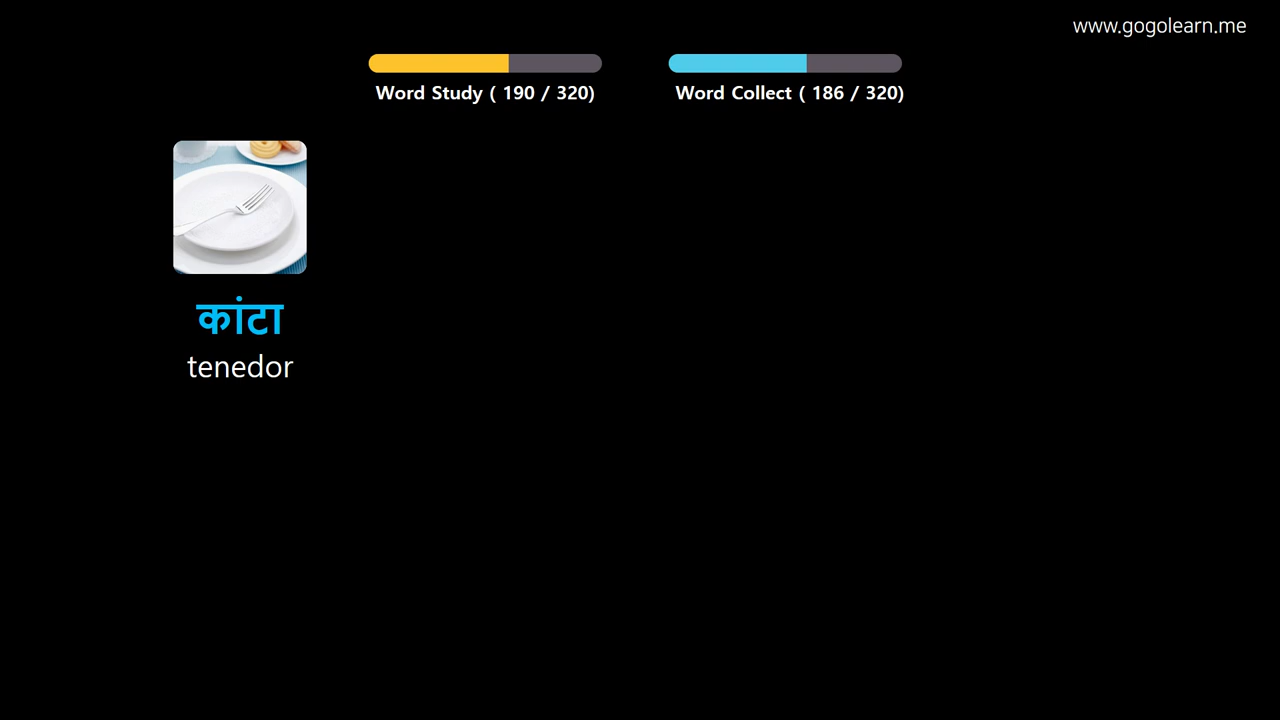 www.gogolearn.me
Word Study ( 190 / 320)
Word Collect ( 186 / 320)
कांटा
tenedor